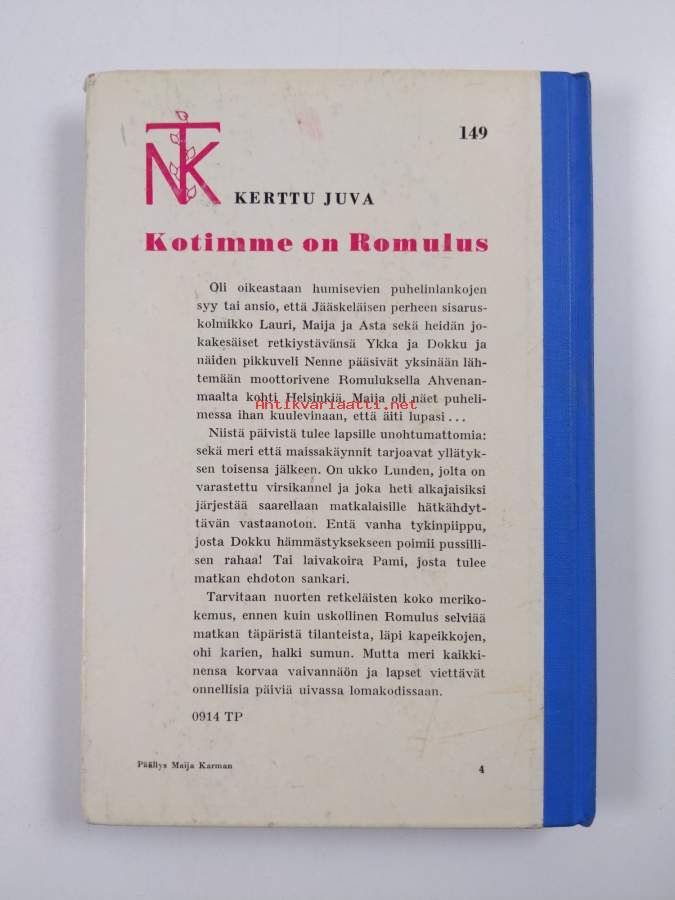 NTK
149
KERTTU JUVA
Kotimme on Romulus
Oli oikeastaan humisevien puhelinlankojen
syy tai ansio, että Jääskeläisen perheen sisarus-
kolmikko Lauri, Maija ja Asta sekä heidän jo-
kakesäiset retkiystävänsä Ykka ja Dokku ja
näiden pikkuveli Nenne pääsivät yksinään läh-
temään moottorivene Romuluksella Ahvenan-
maalta kohti Helsinkiä. Maija oli näet puheli-
messa ihan kuulevinaan, että äiti lupasi...
Antikvariaatti.net
Niistä päivistä tulee lapsille unohtumattomia:
sekä meri että maissakäynnit tarjoavat yllätyk-
sen toisensa jälkeen. On ukko Lunden, jolta on
varastettu virsikannel ja joka heti alkajaisiksi
järjestää saarellaan matkalaisille hätkähdyt-
tävän vastaanoton. Entä vanha tykinpiippu,
josta Dokku hämmästyksekseen poimii pussilli-
sen rahaa! Tai laivakoira Pami, josta tulee
matkan ehdoton sankari.
Tarvitaan nuorten retkeläisten koko meriko-
kemus, ennen kuin uskollinen Romulus selviää
matkan täpäristä tilanteista, läpi kapeikkojen,
ohi karien, halki sumun. Mutta meri kaikki-
nensa korvaa vaivannäön ja lapset viettävät
onnellisia päiviä uivassa lomakodissaan.
0914 TP
Päällys Maija Karman
4